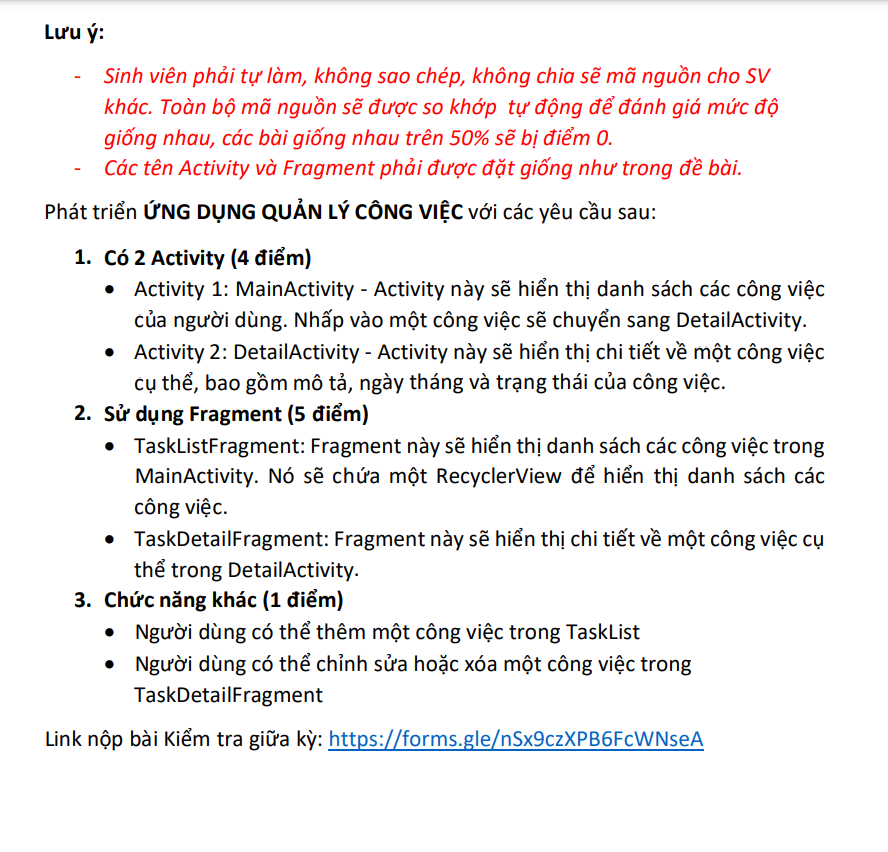 Lưu ý:
- Sinh viên phải tự làm, không sao chép, không chia sẽ mã nguồn cho SV
khác. Toàn bộ mã nguồn sẽ được so khớp tự động để đánh giá mức độ
giống nhau, các bài giống nhau trên 50% sẽ bị điểm 0.
- Các tên Activity và Fragment phải được đặt giống như trong đề bài.
Phát triển ỨNG DỤNG QUẢN LÝ CÔNG VIỆC với các yêu cầu sau:
1. Có 2 Activity (4 điểm)
• Activity 1: MainActivity - Activity này sẽ hiển thị danh sách các công việc
của người dùng. Nhấp vào một công việc sẽ chuyển sang DetailActivity.
• Activity 2: DetailActivity - Activity này sẽ hiển thị chi tiết về một công việc
cụ thể, bao gồm mô tả, ngày tháng và trạng thái của công việc.
2. Sử dụng Fragment (5 điểm)
• TaskListFragment: Fragment này sẽ hiển thị danh sách các công việc trong
MainActivity. Nó sẽ chứa một RecyclerView để hiển thị danh sách các
công việc.
• TaskDetailFragment: Fragment này sẽ hiển thị chi tiết về một công việc cụ
thể trong DetailActivity.
3. Chức năng khác (1 điểm)
• Người dùng có thể thêm một công việc trong TaskList
• Người dùng có thể chỉnh sửa hoặc xóa một công việc trong
TaskDetailFragment
Link nộp bài Kiểm tra giữa kỳ: https://forms.gle/nSx9czXPB6FcWNseA